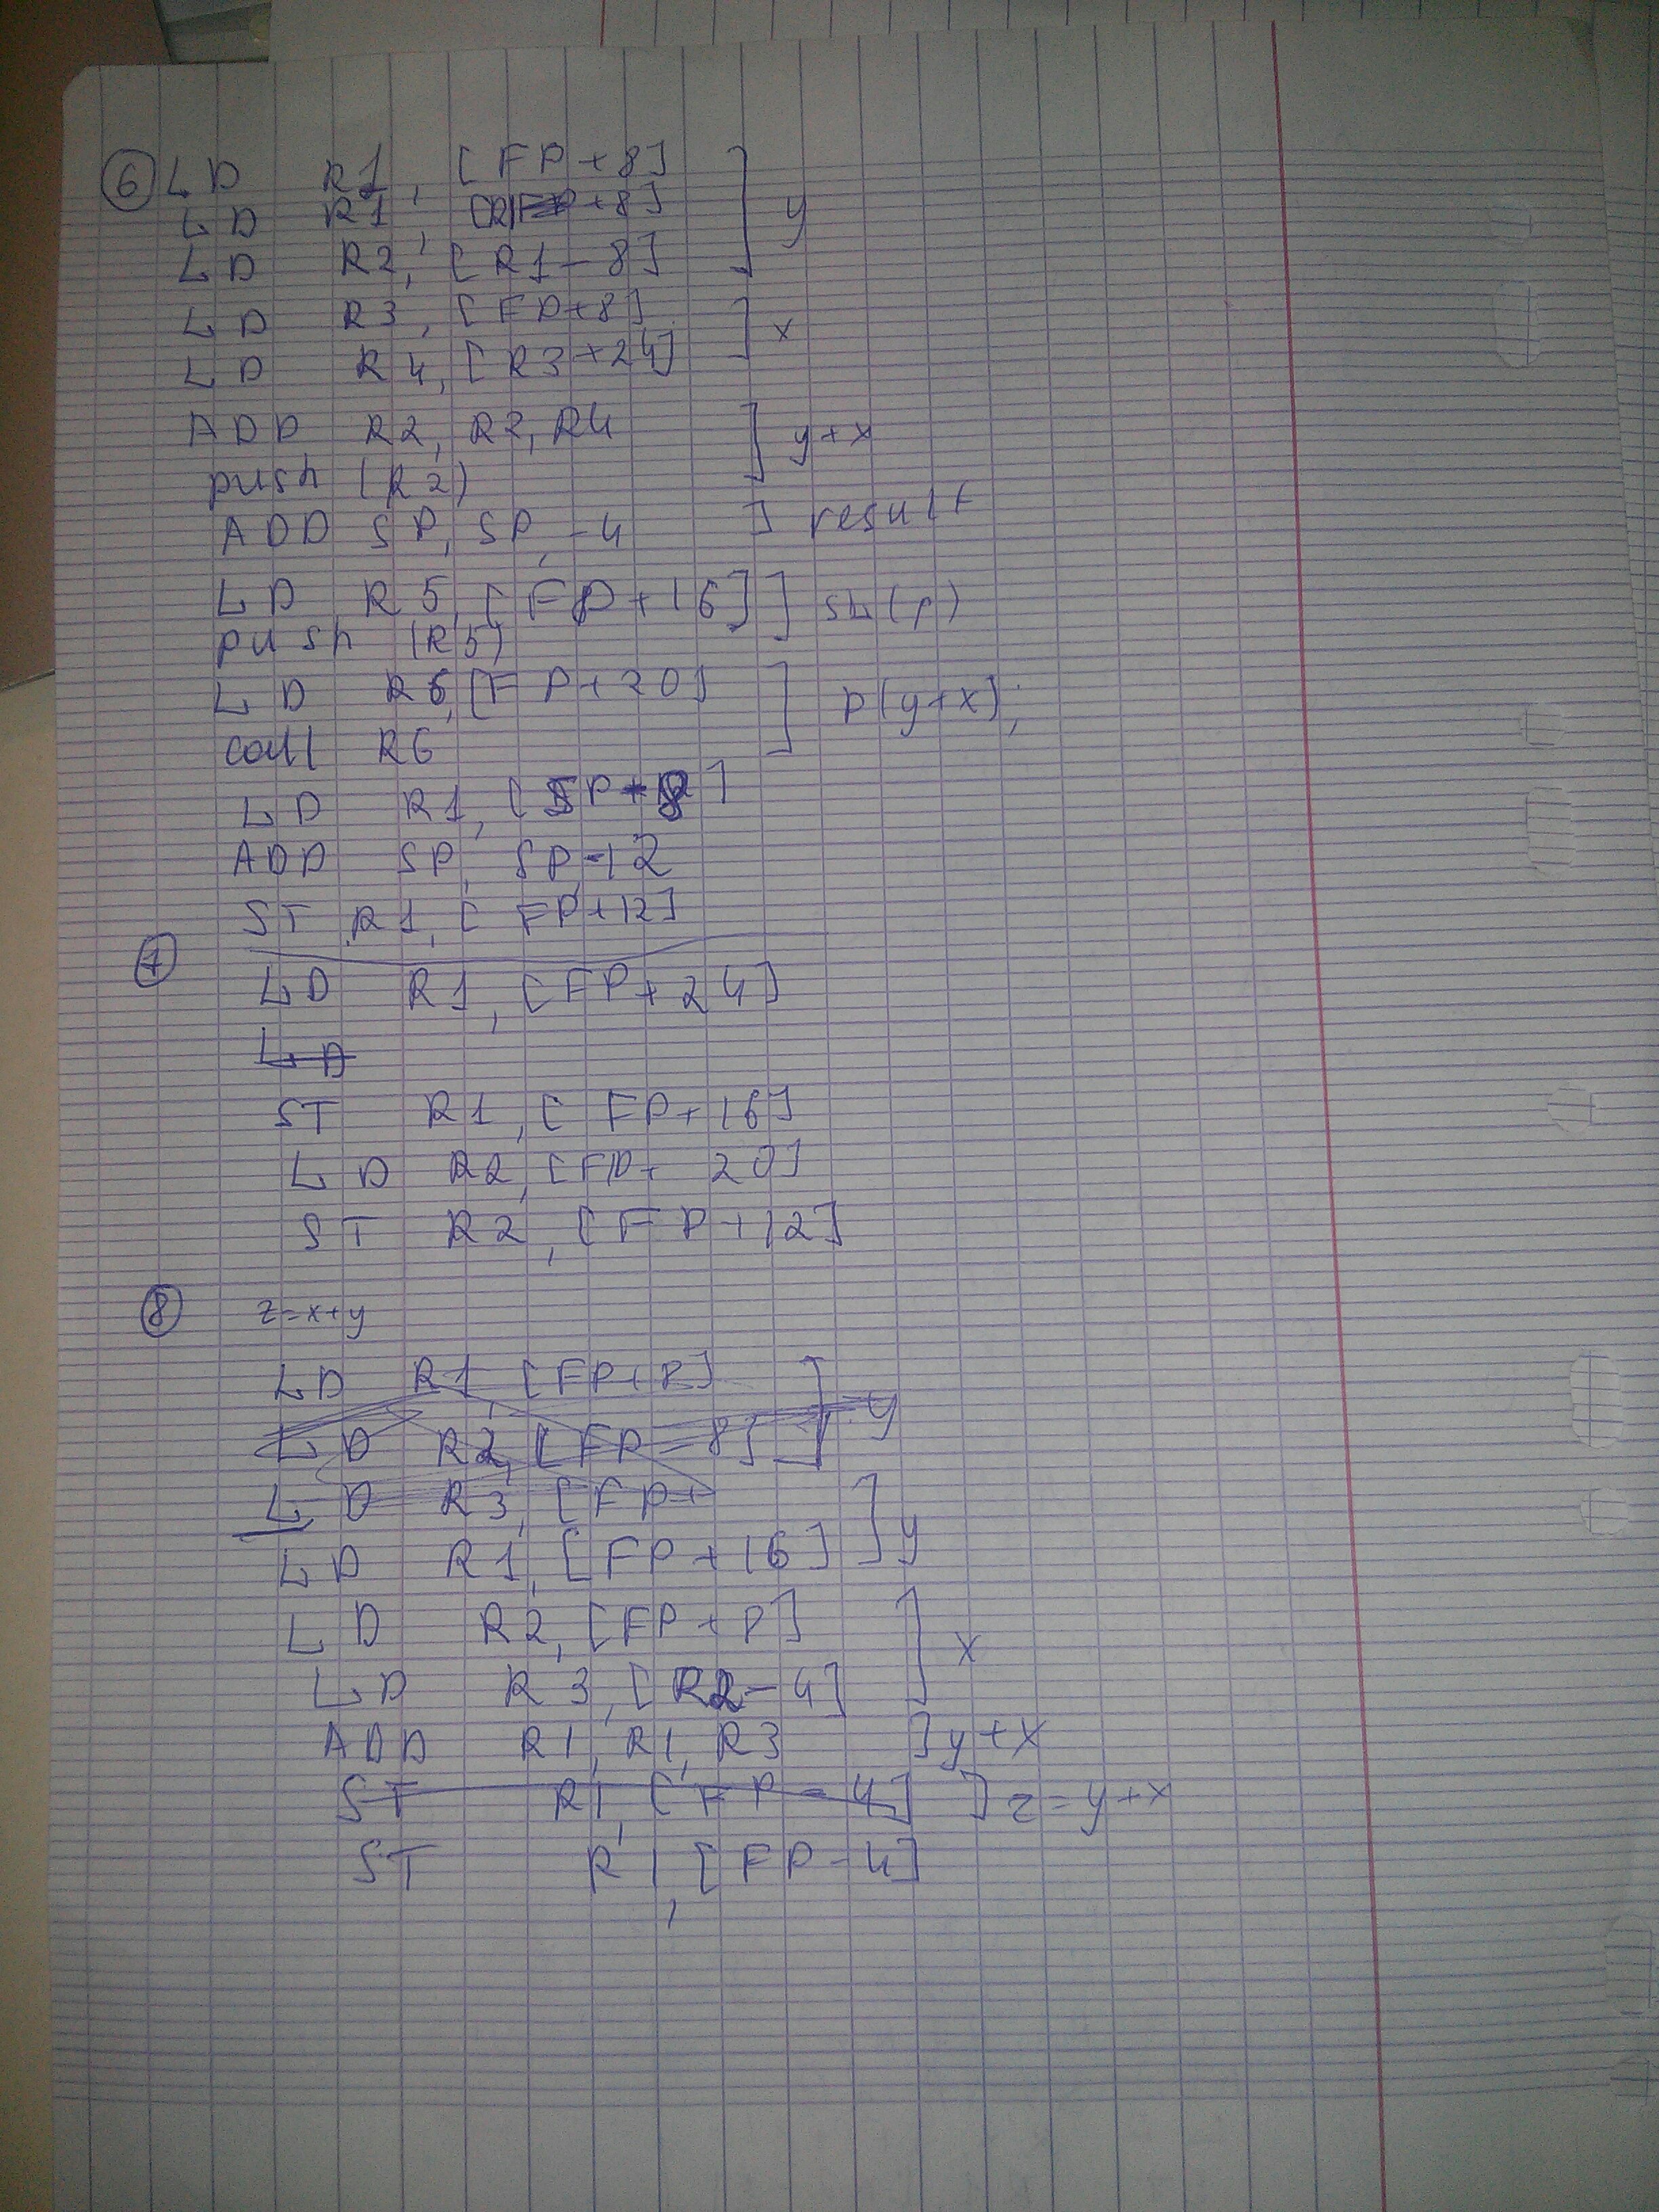 ⑥ LD R1, [FP+8] ] y
LD R1, [R1+8]
LD R2, [R1-8]
LD R3, [FP+8] ] x
LD R4, [R3+24]
ADD R2, R2, R4 ] y+x
push (R2)
ADD SP, SP, -4 ] result
LD R5, [FP+16] ] SL(p)
push (R5)
LD R6, [FP+20] ] p(y+x);
call R6
LD R1, [SP+8]
ADD SP, SP-12
ST R1, [FP+12]
⑦
LD R1, [FP+24]
LD
ST R1, [FP+16]
LD R2, [FP+20]
ST R2, [FP+12]
⑧ z=x+y
LD R1 [FP+8] ] y
LD R2, [FP-8]
LD R3, [FP+ ] y
LD R1, [FP+16]
LD R2, [FP+8] ] x
LD R3, [R2-4]
ADD R1, R1, R3 ] y+x
ST R1, [FP-4] ] z=y+x
ST R1, [FP-4]